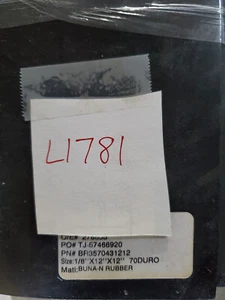 L1781
PO# TJ-57466920
PN# BR3570431212
Size:1/8" X12"X12" 70DURO
Matl:BUNA-N RUBBER